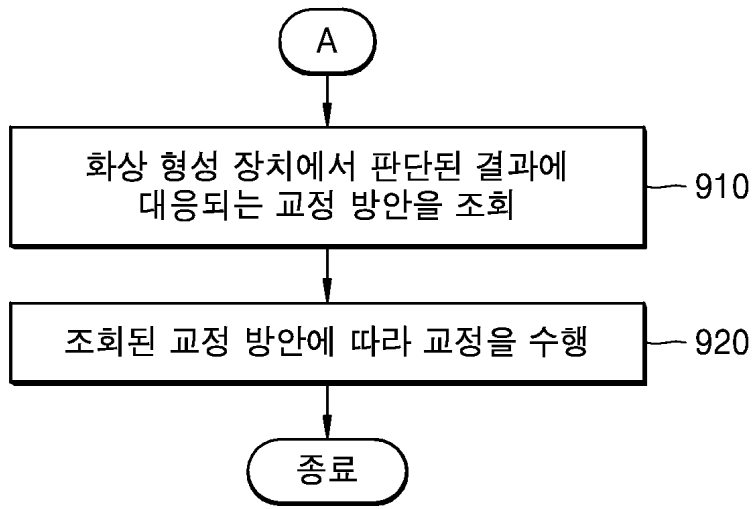 A
화상 형성 장치에서 판단된 결과에
대응되는 교정 방안을 조회
910
조회된 교정 방안에 따라 교정을 수행
920
종료